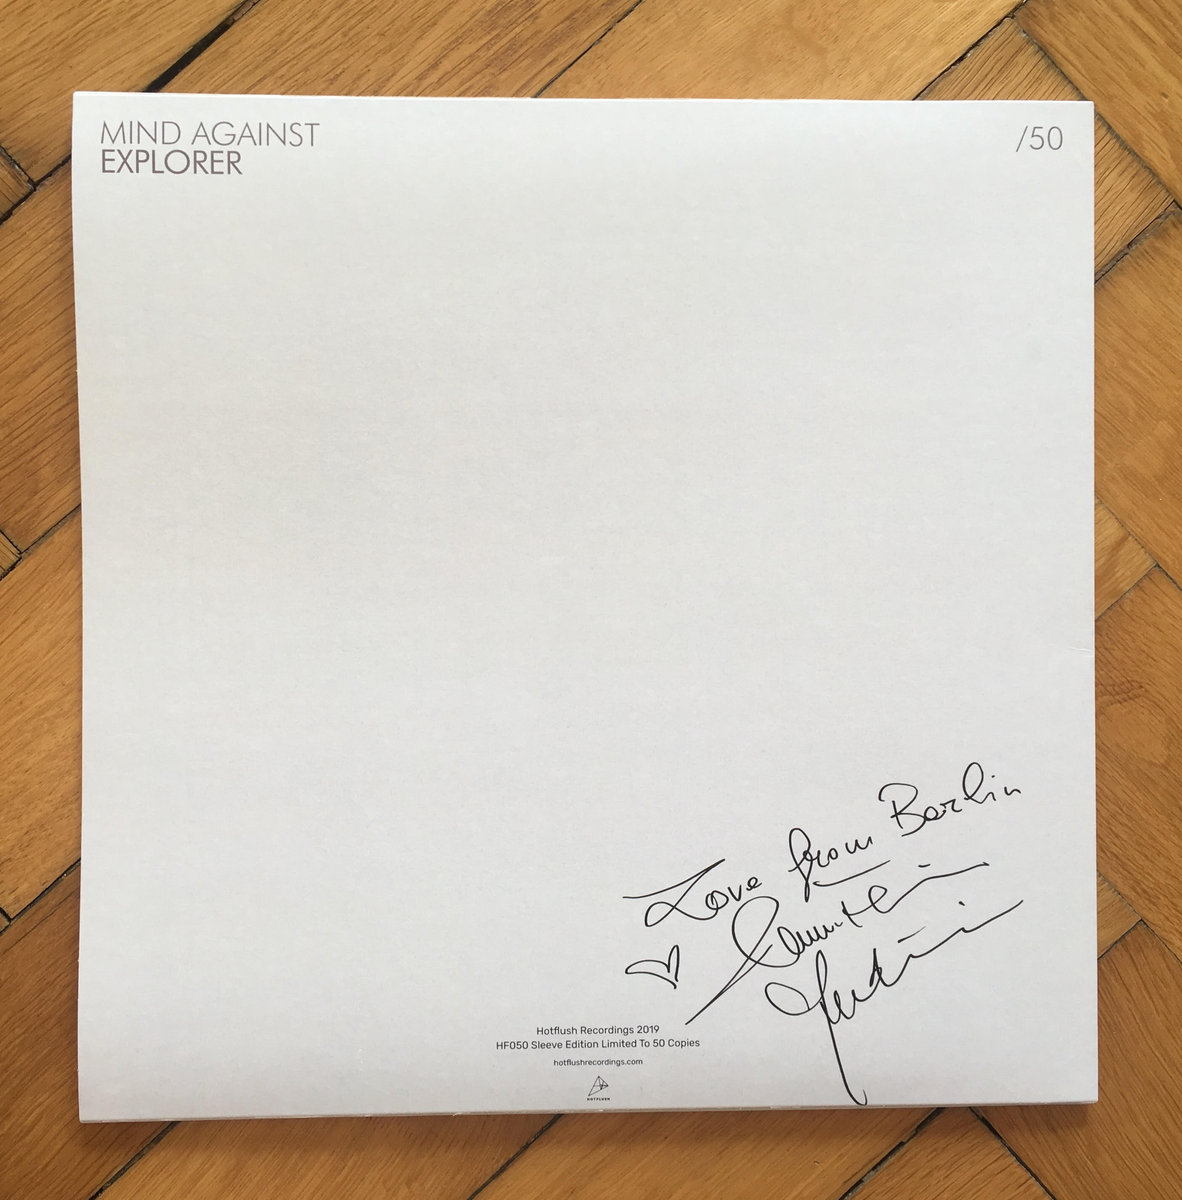 MIND AGAINST
EXPLORER
/50
Love from Berlin
Hotflush Recordings 2019
HF050 Sleeve Edition Limited To 50 Copies
hotflushrecordings.com
HOTFLUSH